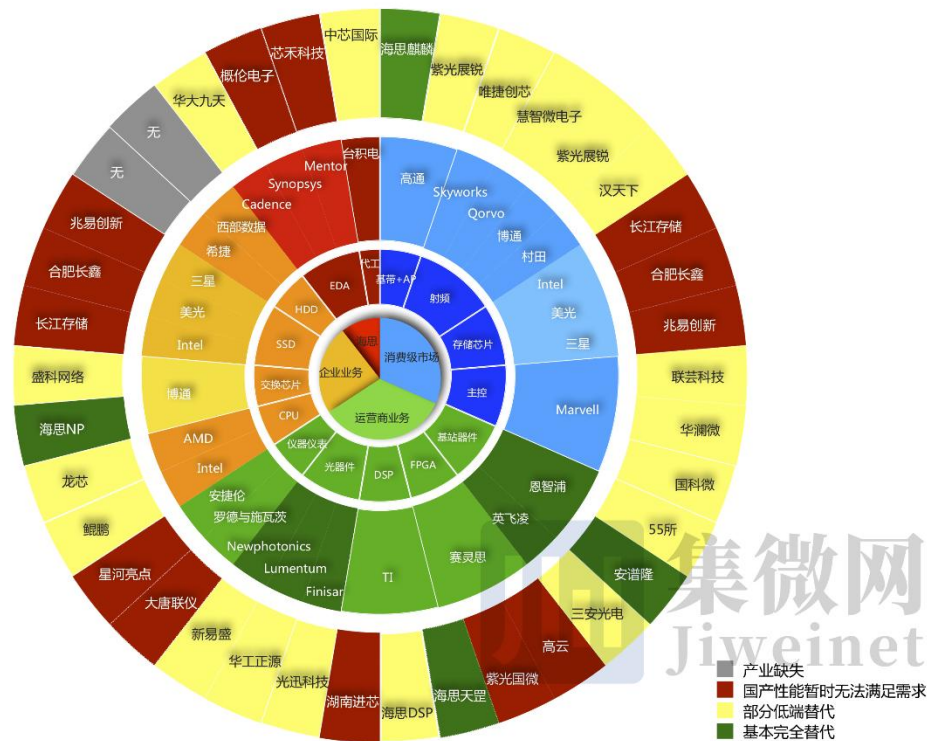 中芯国际
海思麒麟
紫光展锐
唯捷创芯
慧智微电子
紫光展锐
汉天下
长江存储
合肥长鑫
兆易创新
联芸科技
华澜微
国科微
55所
安谱隆
三安光电
高云
紫光国微
海思天罡
海思DSP
湖南进芯
光迅科技
华工正源
新易盛
大唐联仪
星河亮点
鲲鹏
龙芯
海思NP
盛科网络
长江存储
合肥长鑫
兆易创新
无
无
华大九天
概伦电子
芯禾科技
台积电
高通
Skyworks
Qorvo
博通
村田
Intel
美光
三星
Marvell
恩智浦
英飞凌
赛灵思
TI
Finisar
Lumentum
Newphotonics
罗德与施瓦茨
安捷伦
Intel
AMD
博通
Intel
美光
三星
希捷
西部数据
Cadence
Synopsys
Mentor
代工
基带+AP
射频
存储芯片
主控
基站器件
FPGA
DSP
光器件
仪器仪表
CPU
交换芯片
SSD
HDD
EDA
海思
消费级市场
运营商业务
企业业务
集微网
Jiweinet
产业缺失
国产性能暂时无法满足需求
部分低端替代
基本完全替代